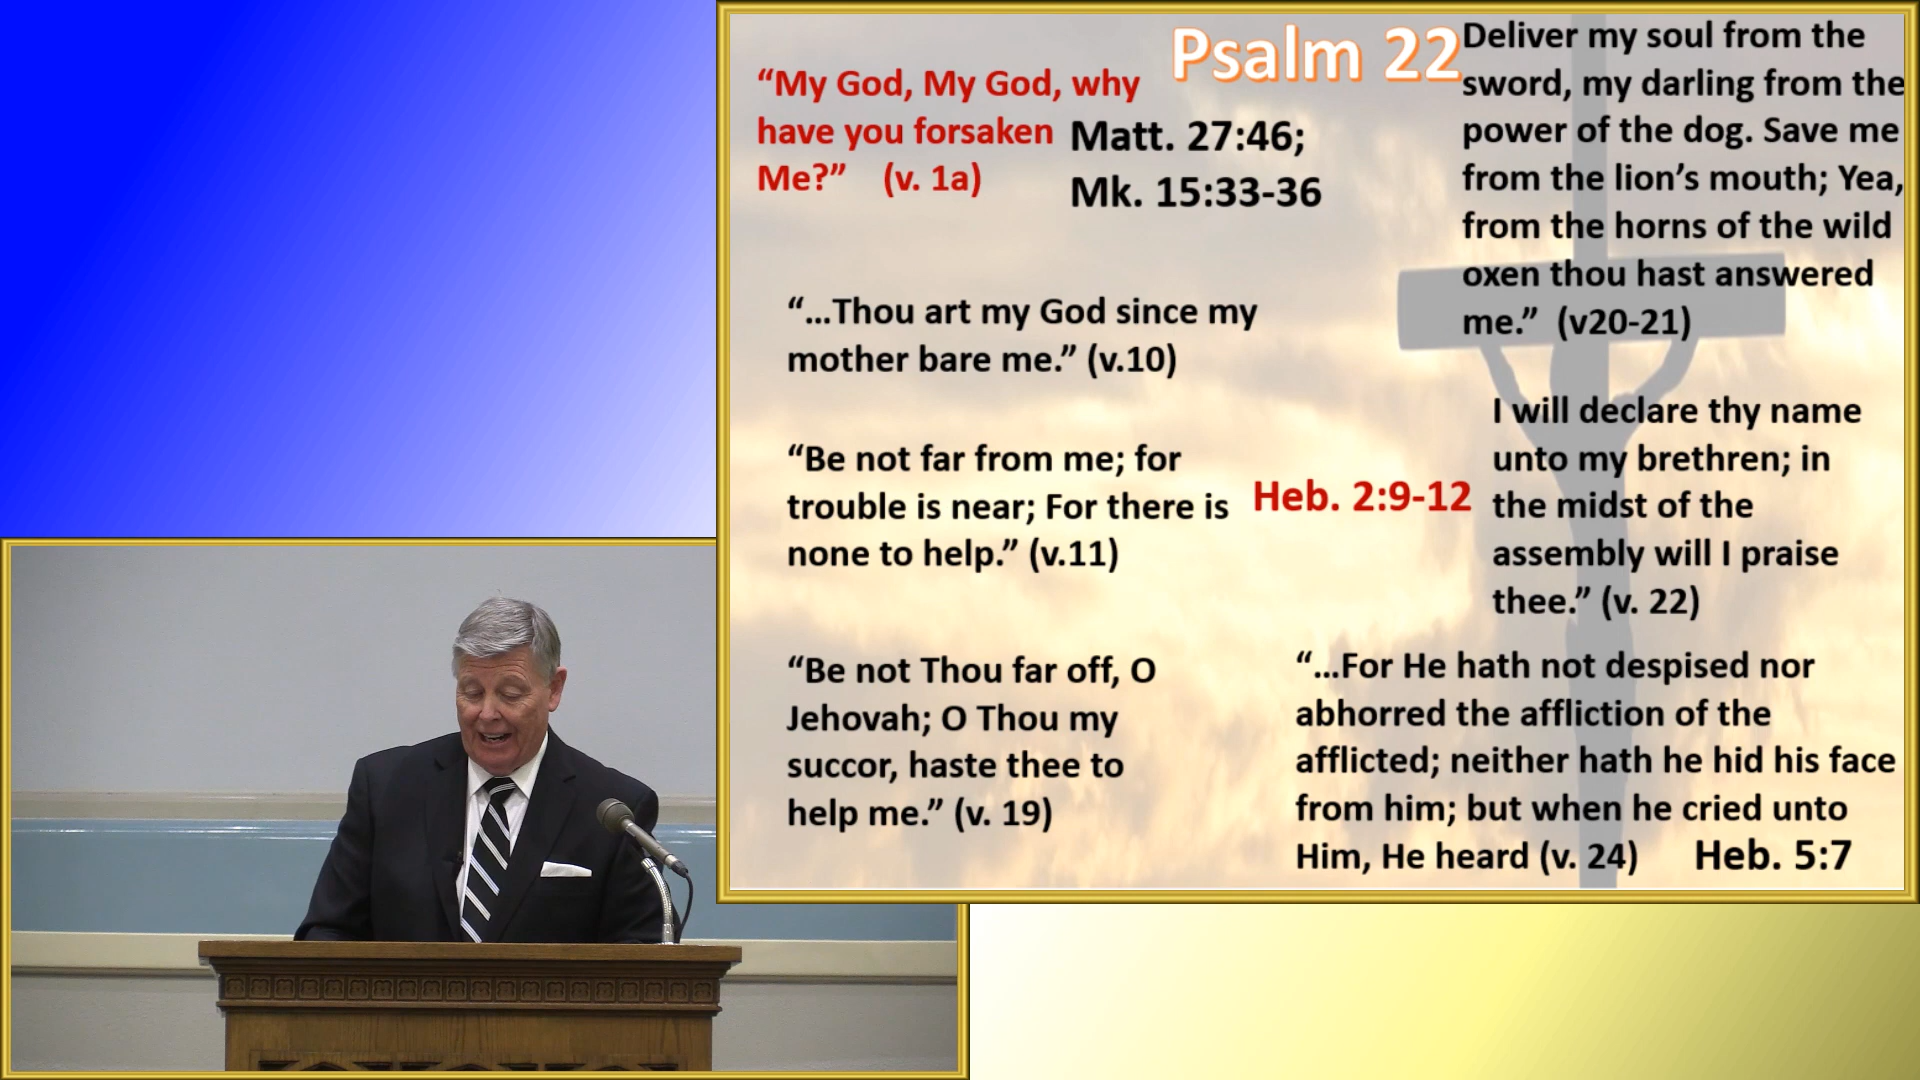 Psalm 22
“My God, My God, why
have you forsaken
Me?” (v. 1a)
Matt. 27:46;
Mk. 15:33-36
“…Thou art my God since my
mother bare me.” (v.10)
“Be not far from me; for
trouble is near; For there is
none to help.” (v.11)
“Be not Thou far off, O
Jehovah; O Thou my
succor, haste thee to
help me.” (v. 19)
Deliver my soul from the
sword, my darling from the
power of the dog. Save me
from the lion’s mouth; Yea,
from the horns of the wild
oxen thou hast answered
me.” (v20-21)
Heb. 2:9-12
I will declare thy name
unto my brethren; in
the midst of the
assembly will I praise
thee.” (v. 22)
“…For He hath not despised nor
abhorred the affliction of the
afflicted; neither hath he hid his face
from him; but when he cried unto
Him, He heard (v. 24)
Heb. 5:7